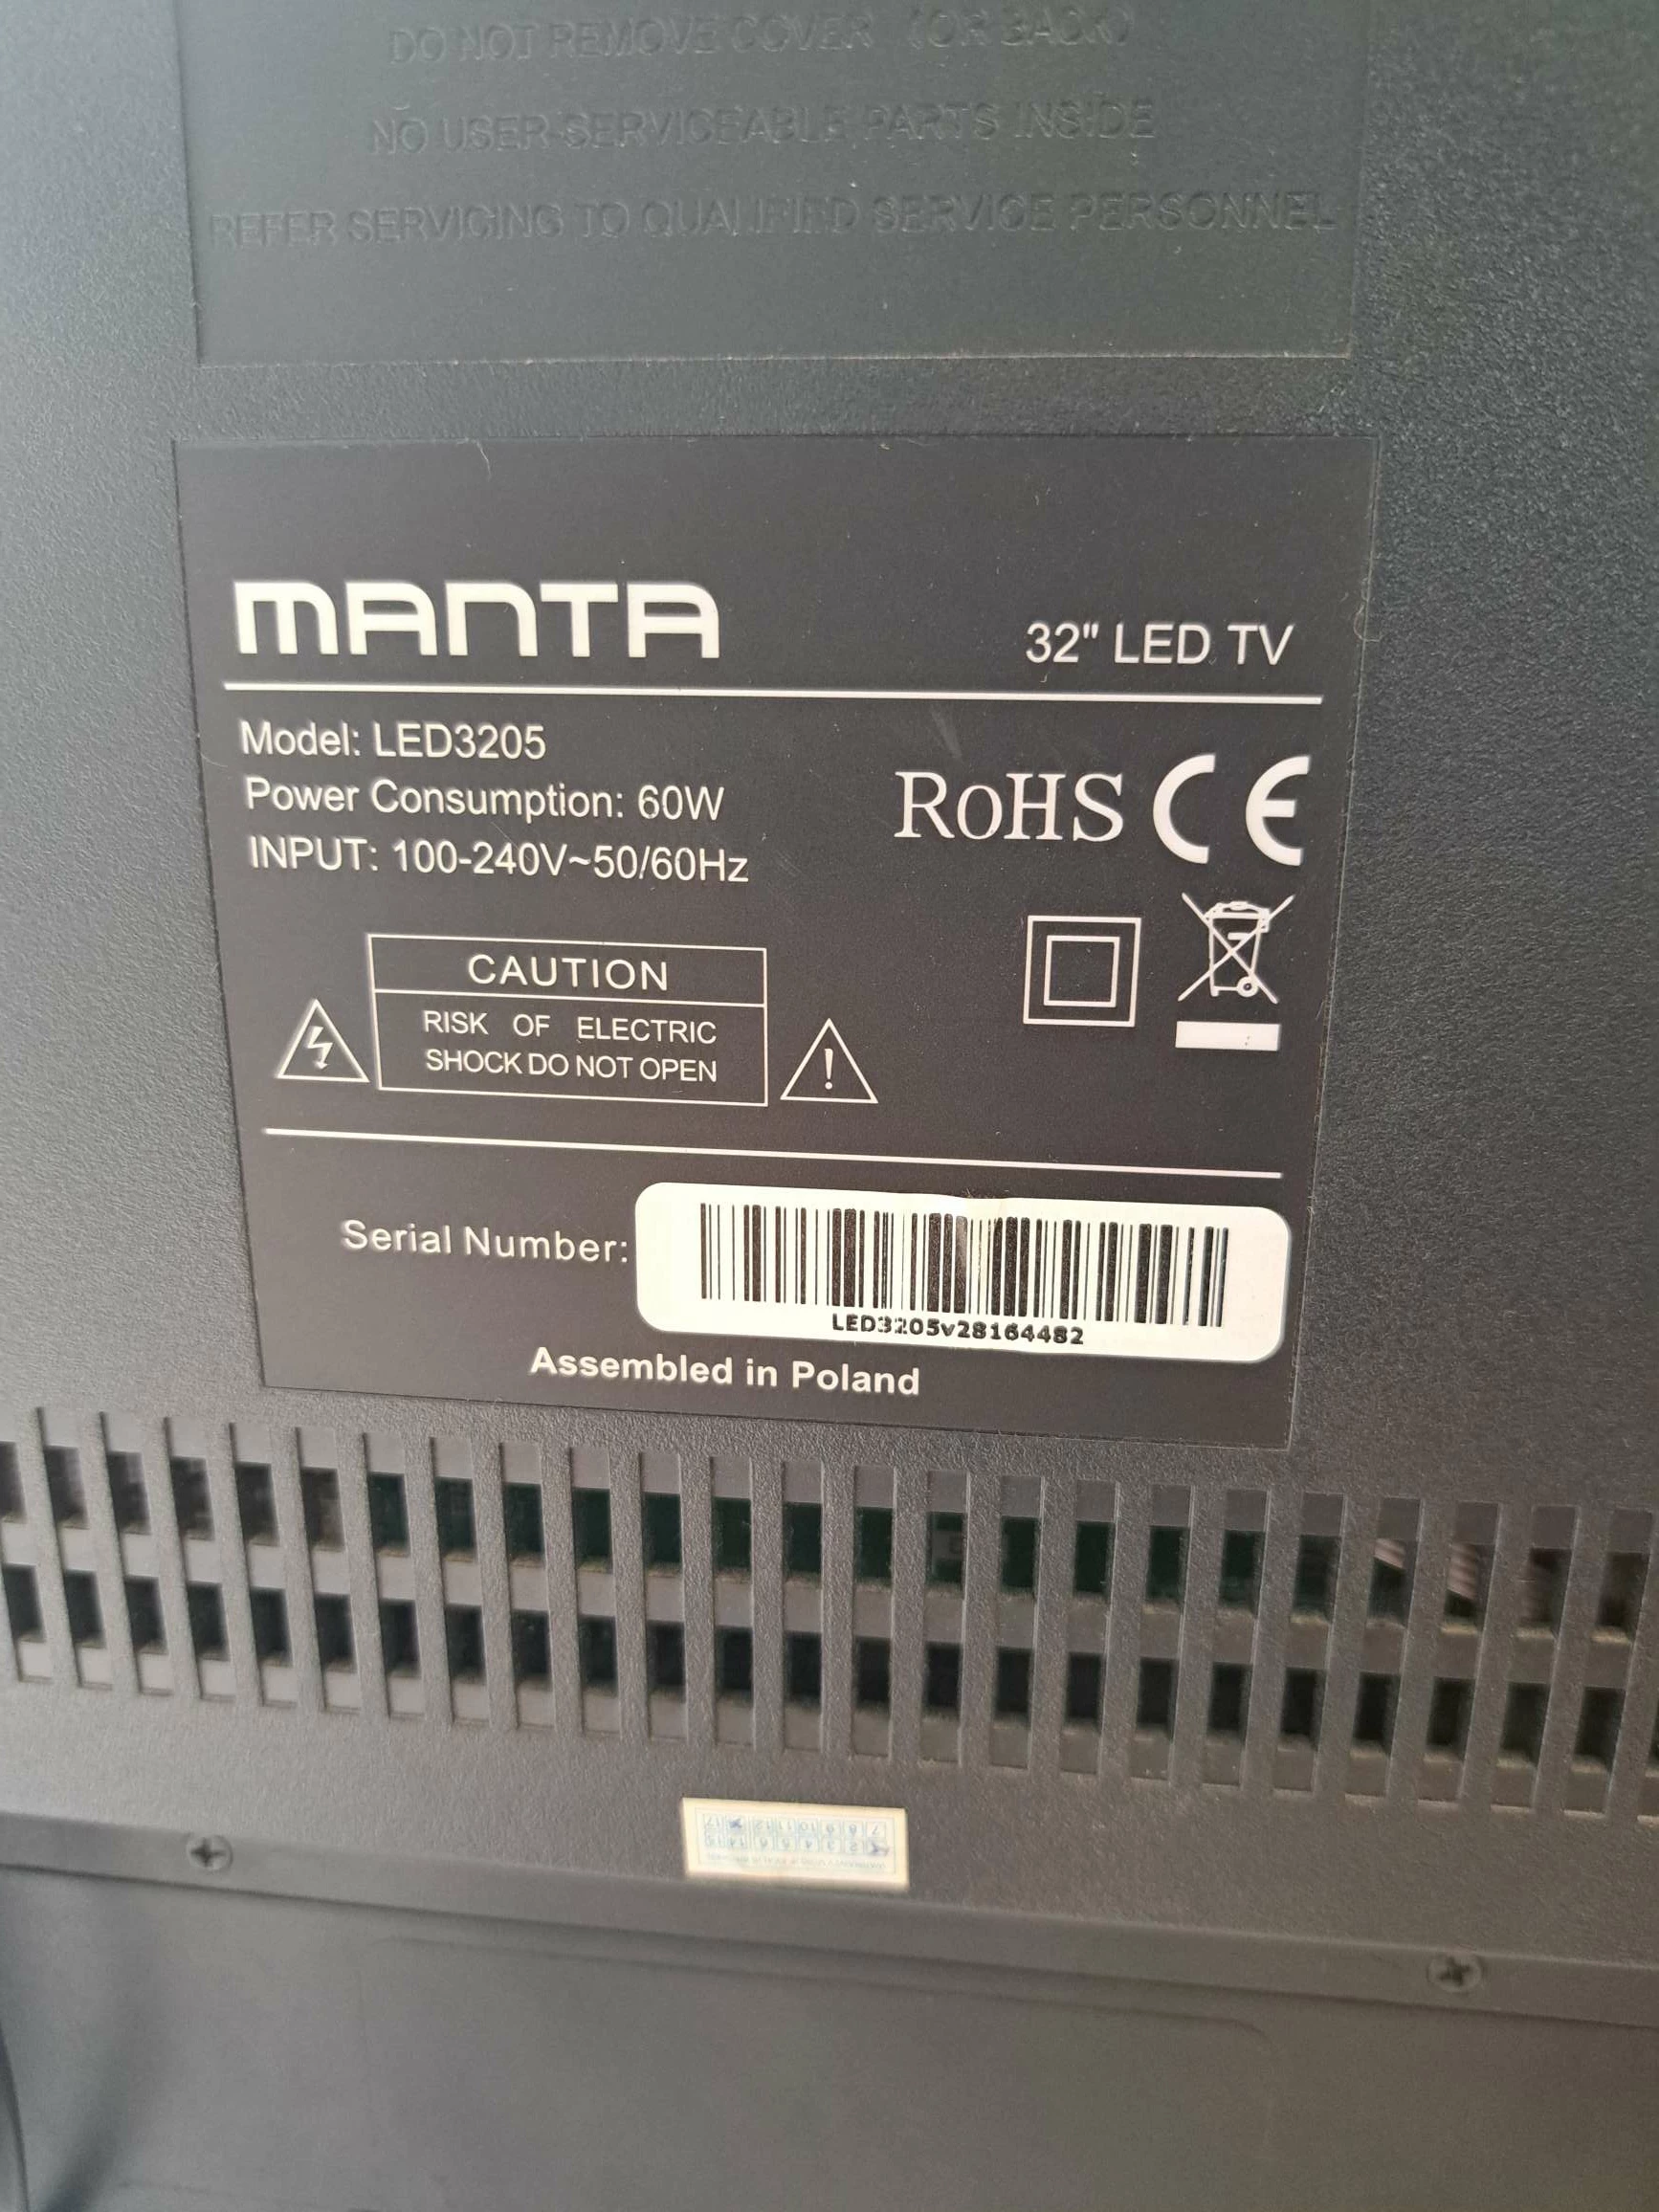 DO NOT REMOVE COVER (OR BACK)
NO USER-SERVICEABLE PARTS INSIDE
REFER SERVICING TO QUALIFIED SERVICE PERSONNEL
MANTA
32" LED TV
Model: LED3205
Power Consumption: 60W
INPUT: 100-240V~50/60Hz
RoHS CE
CAUTION
RISK OF ELECTRIC
SHOCK DO NOT OPEN
Serial Number:
LED3205v28164482
Assembled in Poland